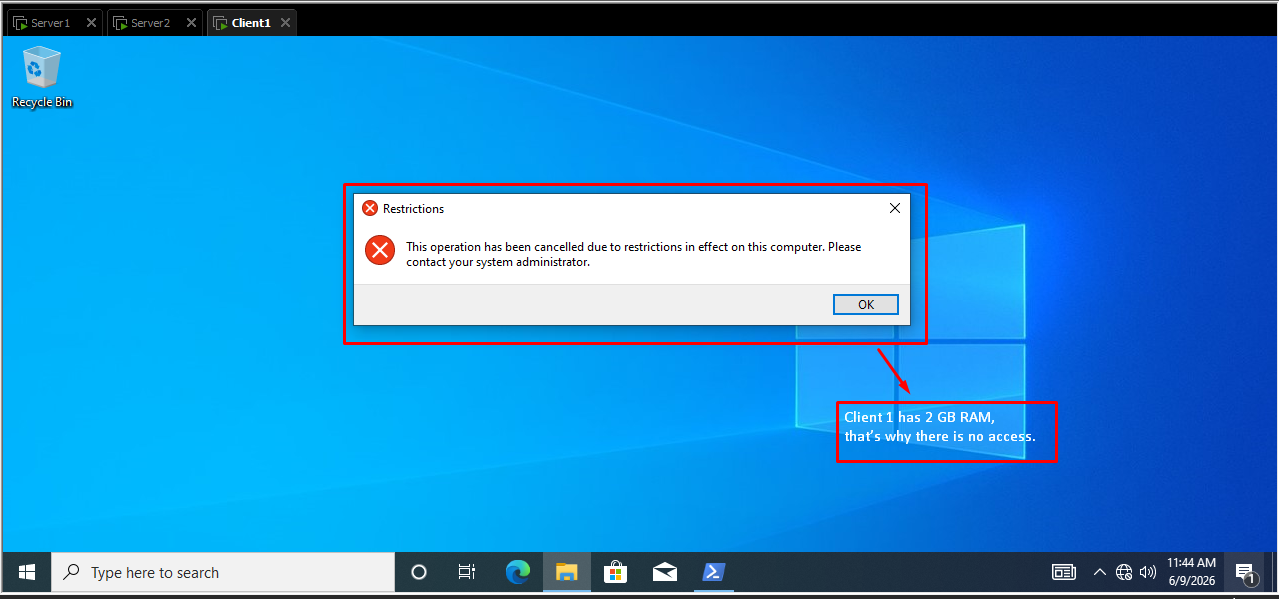 Server1
Server2
Client1
Recycle Bin
Restrictions
This operation has been cancelled due to restrictions in effect on this computer. Please
contact your system administrator.
OK
Client 1 has 2 GB RAM,
that’s why there is no access.
Type here to search
11:44 AM
6/9/2026
1